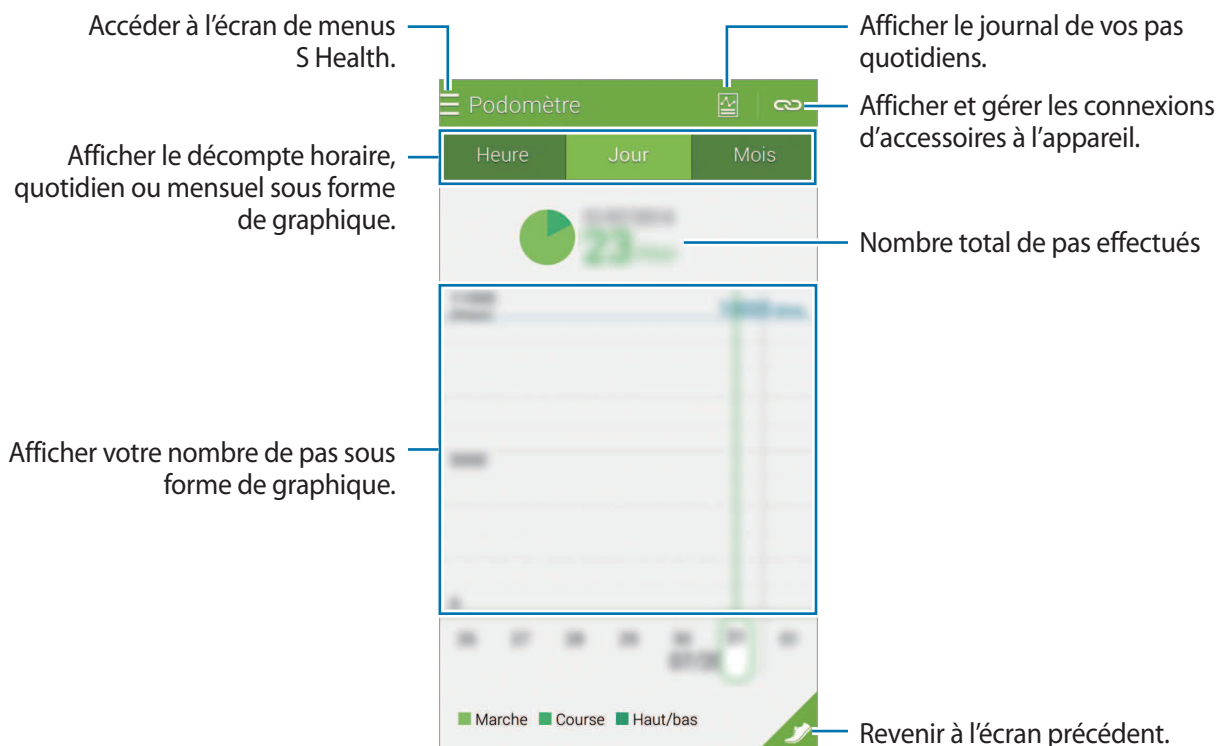 Accéder à l'écran de menus
S Health.
Afficher le journal de vos pas
quotidiens.
Podomètre
Afficher et gérer les connexions
d'accessoires à l'appareil.
Heure
Jour
Mois
Afficher le décompte horaire,
quotidien ou mensuel sous forme
de graphique.
23
Nombre total de pas effectués
Afficher votre nombre de pas sous
forme de graphique.
Marche
Course
Haut/bas
Revenir à l'écran précédent.